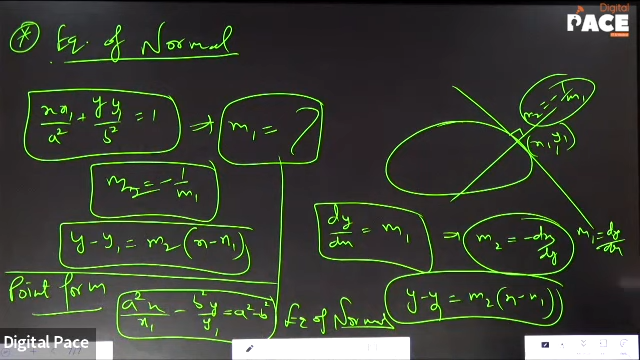 * Eq. of Normal
xx₁/a² + yy₁/b² = 1 ⇒ m₁ = ?
m₂ = -1/m₁
y - y₁ = m₂(x - x₁)
Point form
a²x/x₁ - b²y/y₁ = a² - b² Eq of Normal
m₂ = -1/m₁
(x₁, y₁)
m₁ = dy/dx
dy/dx = m₁ ⇒ m₂ = -dx/dy
y - y₁ = m₂(x - x₁)
Digital
PACE
Digital Pace